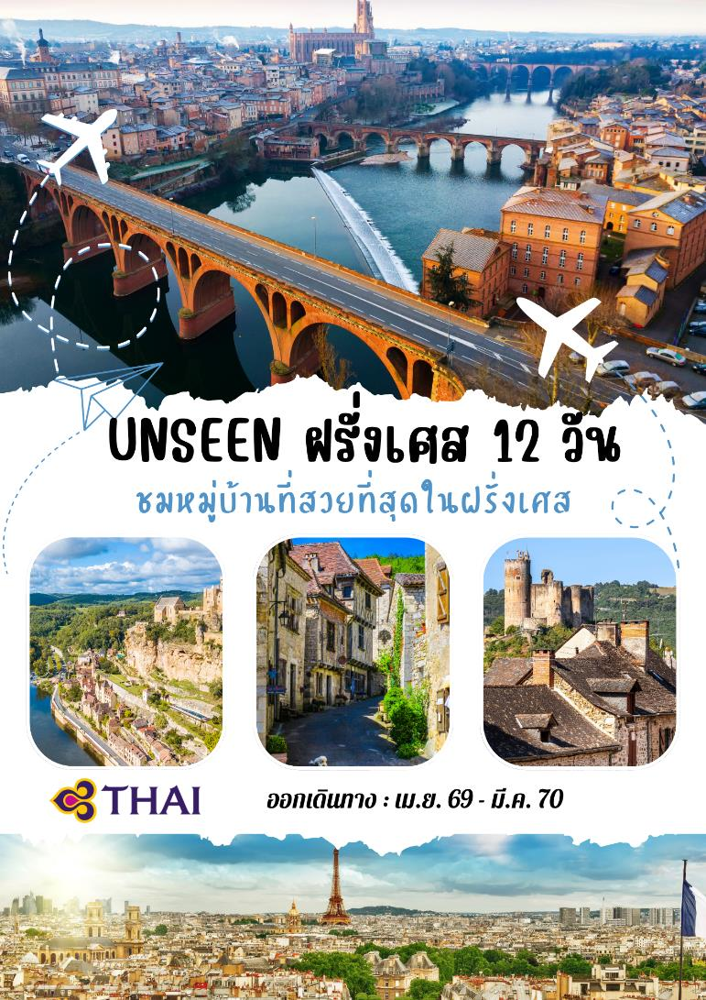 UNSEEN ฝรั่งเศส 12 วัน
ชมหมู่บ้านที่สวยที่สุดในฝรั่งเศส
THAI
ออกเดินทาง : เม.ย. 69 - มี.ค. 70